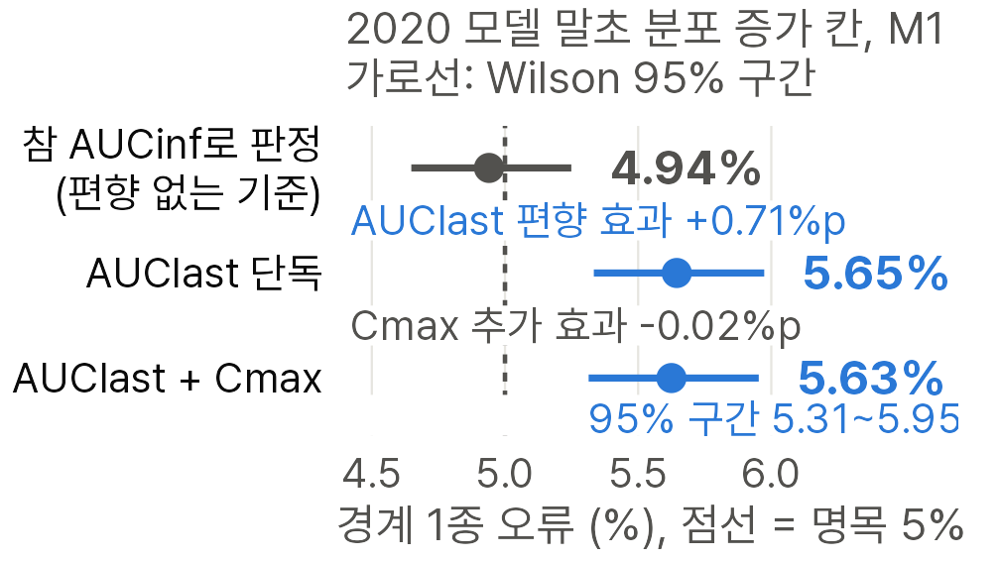 2020 모델 말초 분포 증가 칸, M1
가로선: Wilson 95% 구간
참 AUCinf로 판정
(편향 없는 기준)
4.94%
AUClast 편향 효과 +0.71%p
AUClast 단독
5.65%
Cmax 추가 효과 -0.02%p
AUClast + Cmax
5.63%
95% 구간 5.31~5.95
4.5 5.0 5.5 6.0
경계 1종 오류 (%), 점선 = 명목 5%